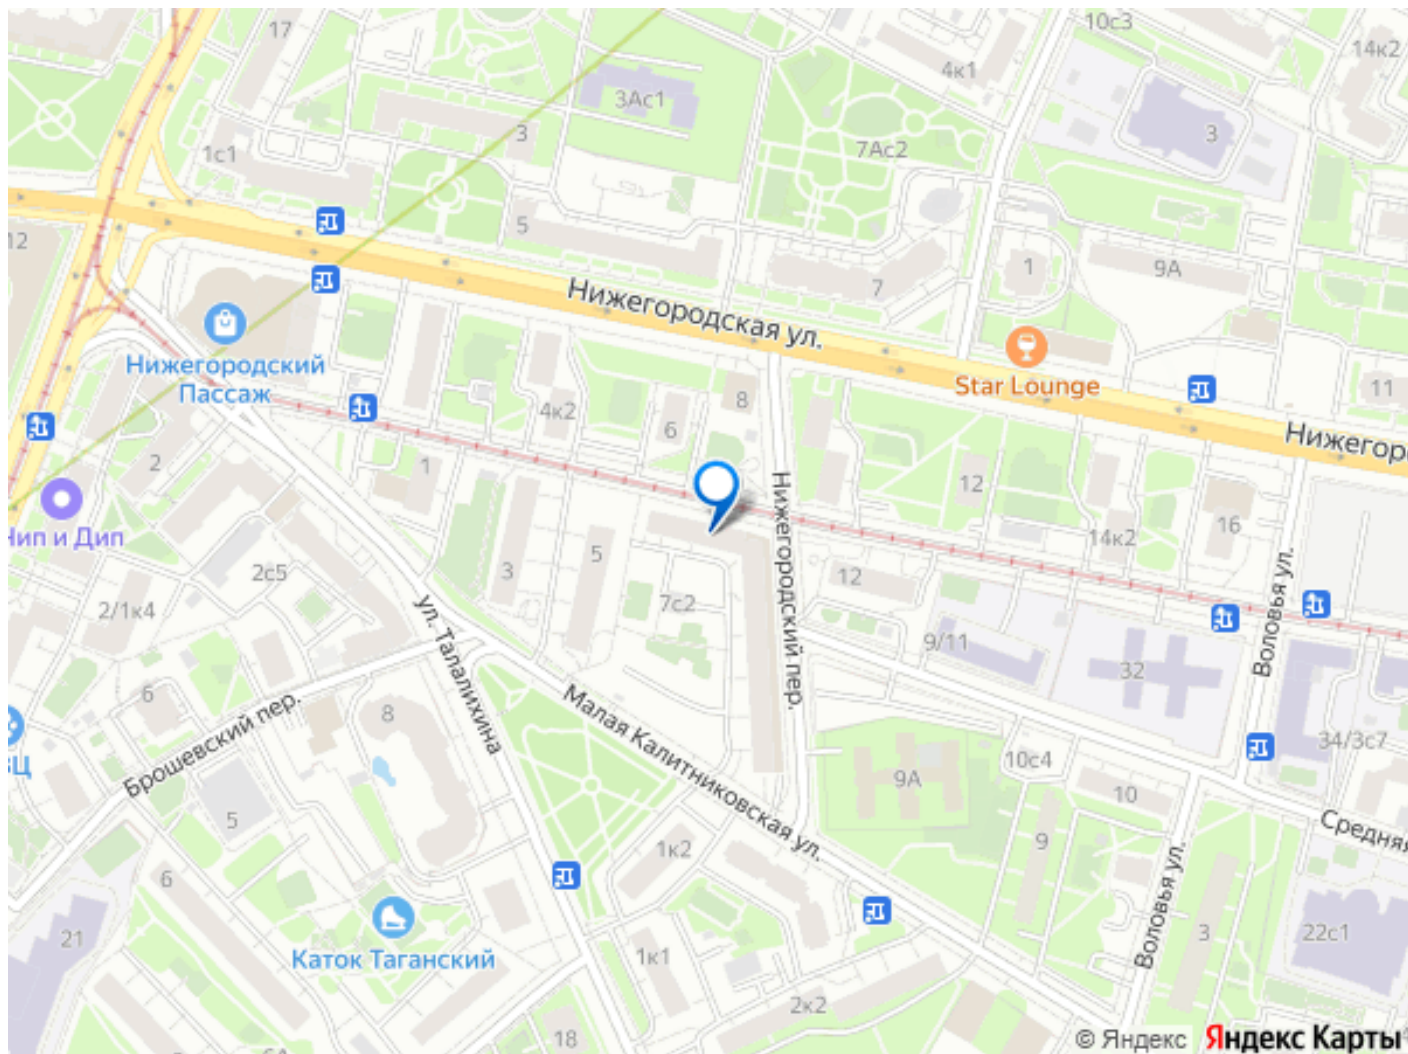 17
10с3
14к2
4к1
3Ас1
3
3
7Ас2
1с1
5
12
1
9А
7
Нижегородская ул.
Нижегородский
Пассаж
Star Lounge
11
8
4к2
6
Нижегор
2
1
12
16
14к2
Нип и Дип
Нижегородский пер.
5
3
2с5
12
7с2
2/1к4
ул. Талалихина
9/11
32
Воловья ул.
6
Брошевский пер.
8
Малая Калитниковская ул.
34/3с7
10с4
9А
10
5
9
Средняя
1к2
6
Воловья ул.
21
3
22с1
Каток Таганский
1к1
2к2
18
6А
© Яндекс
Яндекс Карты